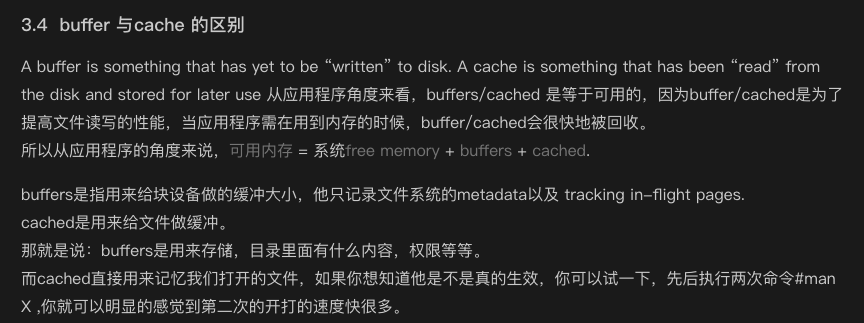 3.4 buffer 与cache 的区别
A buffer is something that has yet to be “written” to disk. A cache is something that has been “read” from
the disk and stored for later use 从应用程序角度来看，buffers/cached 是等于可用的，因为buffer/cached是为了
提高文件读写的性能，当应用程序需在用到内存的时候，buffer/cached会很快地被回收。
所以从应用程序的角度来说，可用内存 = 系统free memory + buffers + cached.
buffers是指用来给块设备做的缓冲大小，他只记录文件系统的metadata以及 tracking in-flight pages.
cached是用来给文件做缓冲。
那就是说：buffers是用来存储，目录里面有什么内容，权限等等。
而cached直接用来记忆我们打开的文件，如果你想知道他是不是真的生效，你可以试一下，先后执行两次命令#man
X ,你就可以明显的感觉到第二次的开打的速度快很多。